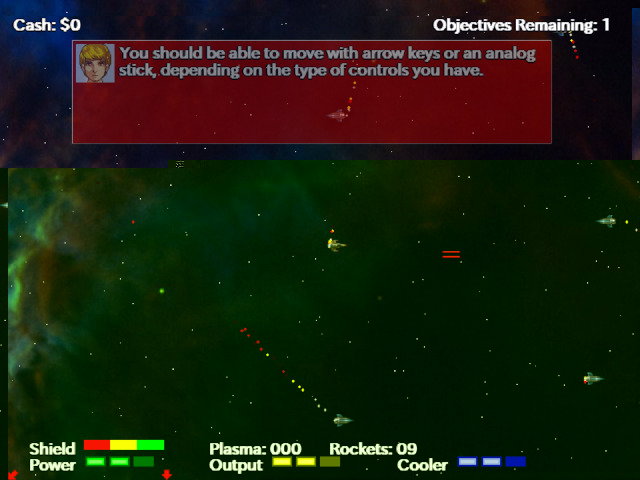 Cash: $0
Objectives Remaining: 1
You should be able to move with arrow keys or an analog
stick, depending on the type of controls you have.
Shield
Plasma: 000
Rockets: 09
Power
Output
Cooler